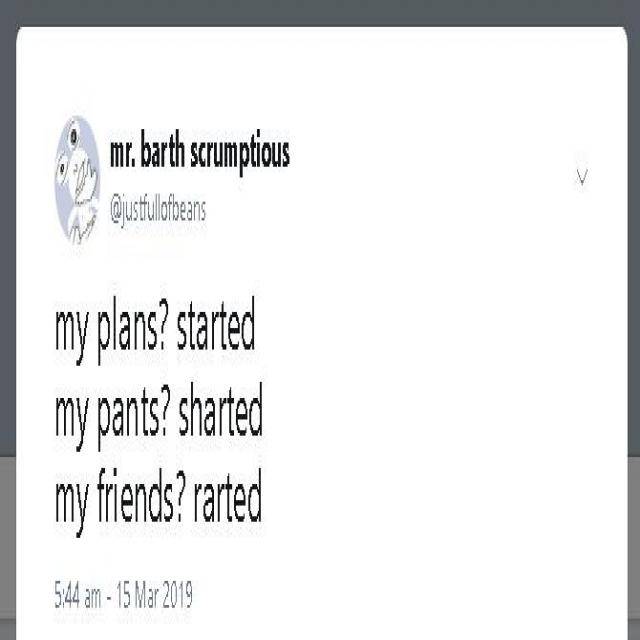 mr. barth scrumptious
@justfullofbeans
my plans? started
my pants? sharted
my friends? rarted
5:44 am - 15 Mar 2019